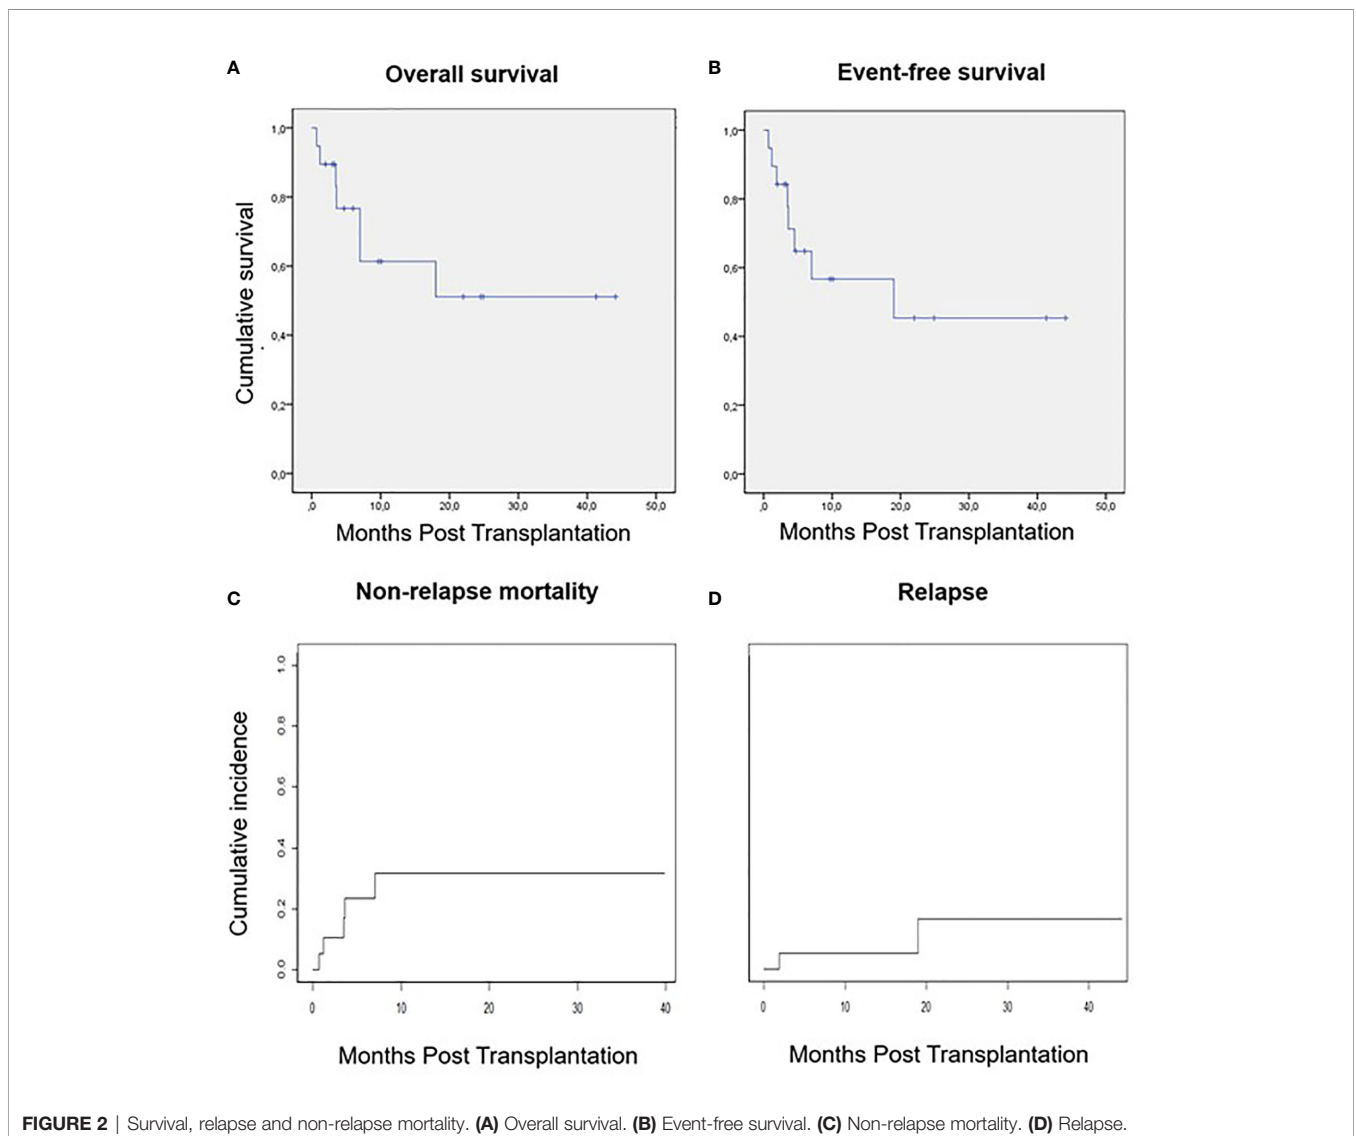 A
Overall survival
B
Event-free survival
Cumulative survival
1,0
0,8
0,6
0,4
0,2
0,0
,0 10,0 20,0 30,0 40,0 50,0
Months Post Transplantation
1,0
0,8
0,6
0,4
0,2
0,0
,0 10,0 20,0 30,0 40,0 50,0
Months Post Transplantation
C
Non-relapse mortality
D
Relapse
Cumulative incidence
1.0
0.8
0.6
0.4
0.2
0.0
0 10 20 30 40
Months Post Transplantation
0 10 20 30 40
Months Post Transplantation
FIGURE 2 | Survival, relapse and non-relapse mortality. (A) Overall survival. (B) Event-free survival. (C) Non-relapse mortality. (D) Relapse.